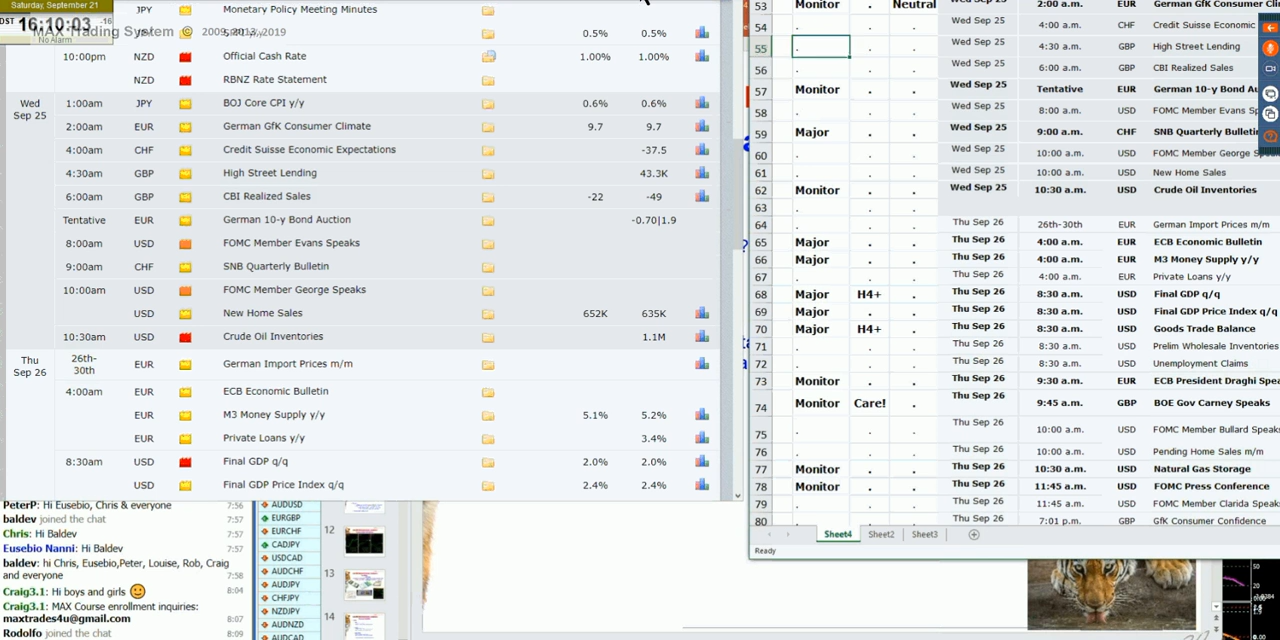 Saturday, September 21
DST 16:10:03 16
No Alarm
MAX Trading System © 2009, 2013, 2019
JPY Monetary Policy Meeting Minutes
0.5% 0.5%
10:00pm NZD Official Cash Rate 1.00% 1.00%
NZD RBNZ Rate Statement
Wed Sep 25 1:00am JPY BOJ Core CPI y/y 0.6% 0.6%
2:00am EUR German GfK Consumer Climate 9.7 9.7
4:00am CHF Credit Suisse Economic Expectations -37.5
4:30am GBP High Street Lending 43.3K
6:00am GBP CBI Realized Sales -22 -49
Tentative EUR German 10-y Bond Auction -0.70|1.9
8:00am USD FOMC Member Evans Speaks
9:00am CHF SNB Quarterly Bulletin
10:00am USD FOMC Member George Speaks
USD New Home Sales 652K 635K
10:30am USD Crude Oil Inventories 1.1M
Thu Sep 26 26th-30th EUR German Import Prices m/m
4:00am EUR ECB Economic Bulletin
EUR M3 Money Supply y/y 5.1% 5.2%
EUR Private Loans y/y 3.4%
8:30am USD Final GDP q/q 2.0% 2.0%
USD Final GDP Price Index q/q 2.4% 2.4%
53 Monitor . Neutral 2:00 a.m. EUR German GfK Consumer
54 . . . Wed Sep 25 4:00 a.m. CHF Credit Suisse Economic
55 . . . Wed Sep 25 4:30 a.m. GBP High Street Lending
56 . . . Wed Sep 25 6:00 a.m. GBP CBI Realized Sales
57 Monitor . . Wed Sep 25 Tentative EUR German 10-y Bond Au
58 . . . Wed Sep 25 8:00 a.m. USD FOMC Member Evans Sp
59 Major . . Wed Sep 25 9:00 a.m. CHF SNB Quarterly Bulletin
60 . . . Wed Sep 25 10:00 a.m. USD FOMC Member George Sp
61 . . . Wed Sep 25 10:00 a.m. USD New Home Sales
62 Monitor . . Wed Sep 25 10:30 a.m. USD Crude Oil Inventories
63 . . .
64 . . . Thu Sep 26 26th-30th EUR German Import Prices m/m
65 Major . . Thu Sep 26 4:00 a.m. EUR ECB Economic Bulletin
66 Major . . Thu Sep 26 4:00 a.m. EUR M3 Money Supply y/y
67 . . . Thu Sep 26 4:00 a.m. EUR Private Loans y/y
68 Major H4+ . Thu Sep 26 8:30 a.m. USD Final GDP q/q
69 Major . . Thu Sep 26 8:30 a.m. USD Final GDP Price Index q/q
70 Major H4+ . Thu Sep 26 8:30 a.m. USD Goods Trade Balance
71 . . . Thu Sep 26 8:30 a.m. USD Prelim Wholesale Inventories
72 . . . Thu Sep 26 8:30 a.m. USD Unemployment Claims
73 Monitor . . Thu Sep 26 9:30 a.m. EUR ECB President Draghi Spea
74 Monitor Care! . Thu Sep 26 9:45 a.m. GBP BOE Gov Carney Speaks
75 . . . Thu Sep 26 10:00 a.m. USD FOMC Member Bullard Speaks
76 . . . Thu Sep 26 10:00 a.m. USD Pending Home Sales m/m
77 Monitor . . Thu Sep 26 10:30 a.m. USD Natural Gas Storage
78 Monitor . . Thu Sep 26 11:45 a.m. USD FOMC Press Conference
79 . . . Thu Sep 26 11:45 a.m. USD FOMC Member Clarida Speaks
80 . . . Thu Sep 26 7:01 p.m. GBP GfK Consumer Confidence
Sheet4 Sheet2 Sheet3
Ready
PeterP: Hi Eusebio, Chris & everyone 7:56
baldev joined the chat 7:57
Chris: Hi Baldev 7:57
Eusebio Nanni: Hi Baldev 7:57
baldev: hi Chris, Eusebio,Peter, Louise, Rob, Craig
and everyone 7:58
Craig3.1: Hi boys and girls 8:04
Craig3.1: MAX Course enrollment inquiries:
maxtrades4u@gmail.com 8:07
Rodolfo joined the chat 8:09
AUDUSD
EURGBP
EURCHF
CADJPY
USDCAD
AUDCHF
AUDJPY
CHFJPY
NZDJPY
AUDNZD
AUDCAD
12
13
14
50